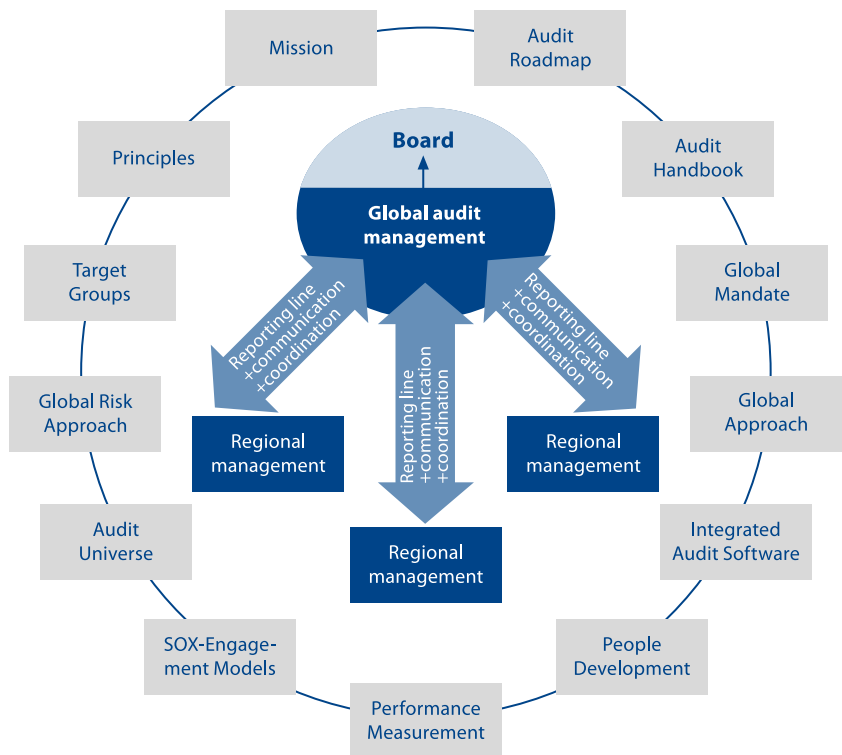 Mission
Audit
Roadmap
Principles
Board
Audit
Handbook
Global audit
management
Target
Groups
Global
Mandate
Reporting line
+communication
+coordination
Reporting line
+communication
+coordination
Reporting line
+communication
+coordination
Global Risk
Approach
Regional
management
Regional
management
Global
Approach
Audit
Universe
Regional
management
Integrated
Audit Software
SOX-Engage-
ment Models
People
Development
Performance
Measurement